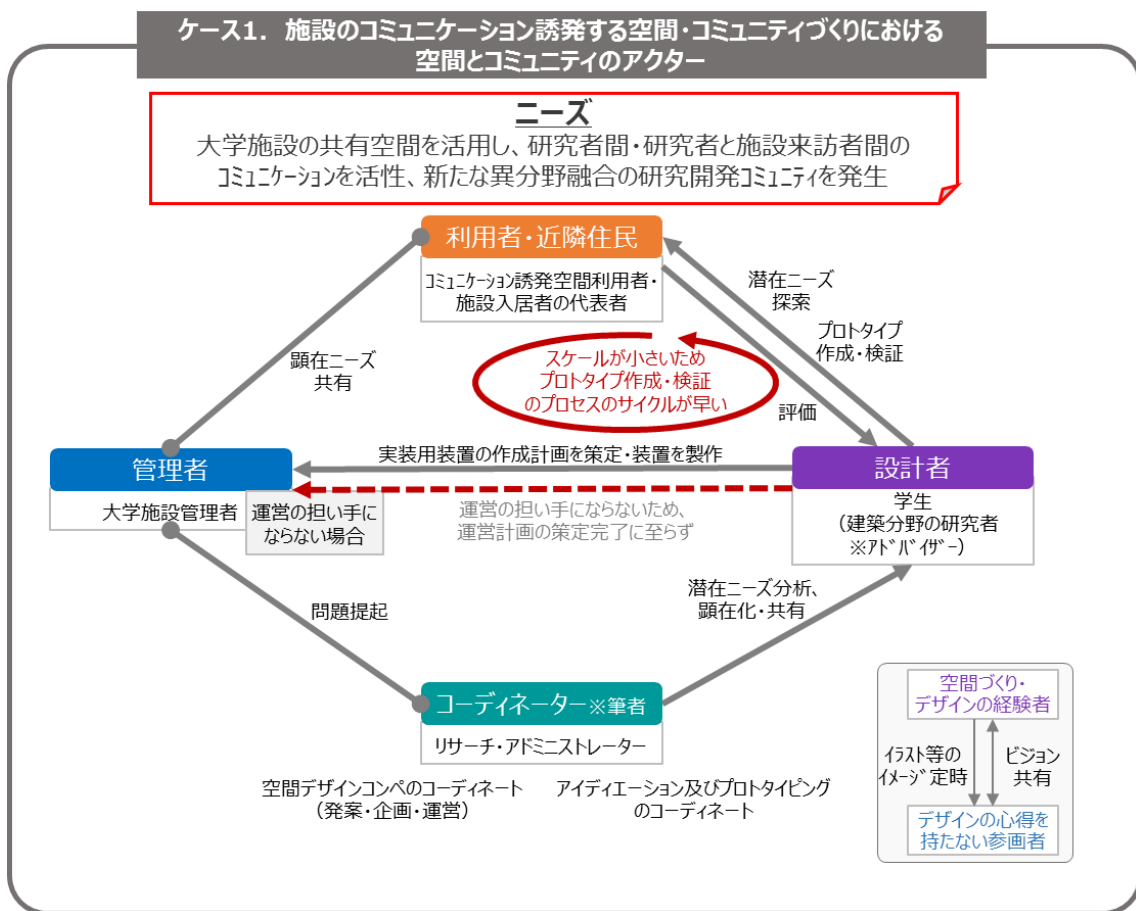 ケース1. 施設のコミュニケーション誘発する空間・コミュニティづくりにおける
空間とコミュニティのアクター
ニーズ
大学施設の共有空間を活用し、研究者間・研究者と施設来訪者間の
コミュニケーションを活性、新たな異分野融合の研究開発コミュニティを発生
利用者・近隣住民
コミュニケーション誘発空間利用者・
施設入居者の代表者
潜在ニーズ
探索
プロトタイプ
作成・検証
顕在ニーズ
共有
スケールが小さいため
プロトタイプ作成・検証
のプロセスのサイクルが早い
評価
管理者
大学施設管理者
運営の担い手に
ならない場合
実装用装置の作成計画を策定・装置を製作
運営の担い手にならないため、
運営計画の策定完了に至らず
設計者
学生
（建築分野の研究者
※アドバイザー）
問題提起
潜在ニーズ分析、
顕在化・共有
コーディネーター※筆者
リサーチ・アドミニストレーター
空間デザインコンペのコーディネート
（発案・企画・運営）
アイディエーション及びプロトタイピング
のコーディネート
空間づくり・
デザインの経験者
イラスト等の
イメージ定時
ビジョン
共有
デザインの心得を
持たない参画者